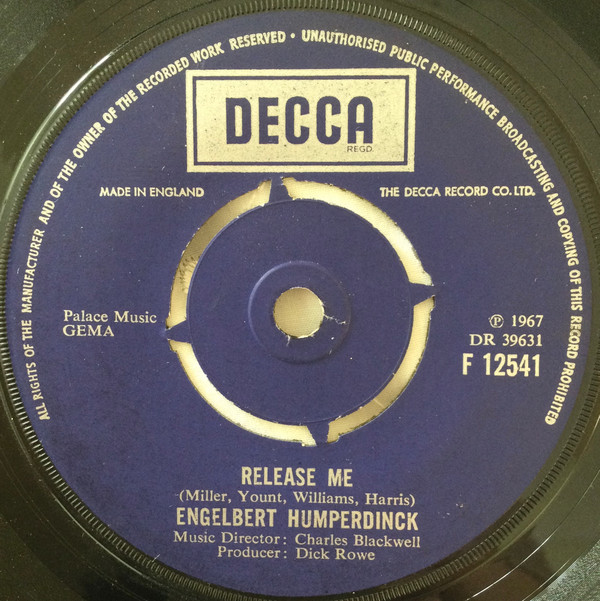 ALL RIGHTS OF THE MANUFACTURER AND OF THE OWNER OF THE RECORDED WORK RESERVED • UNAUTHORISED PUBLIC PERFORMANCE BROADCASTING AND COPYING OF THIS RECORD PROHIBITED
DECCA
REGD.
MADE IN ENGLAND
THE DECCA RECORD CO. LTD.
Palace Music
GEMA
℗ 1967
DR 39631
F 12541
RELEASE ME
(Miller, Yount, Williams, Harris)
ENGELBERT HUMPERDINCK
Music Director: Charles Blackwell
Producer: Dick Rowe